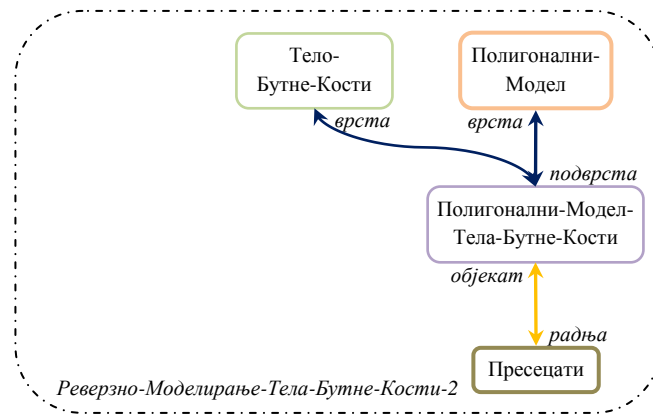 Тело-
Бутне-Кости
Полигонални-
Модел
врста
врста
подврста
Полигонални-Модел-
Тела-Бутне-Кости
објекат
радња
Пресецати
Реверзно-Моделирање-Тела-Бутне-Кости-2